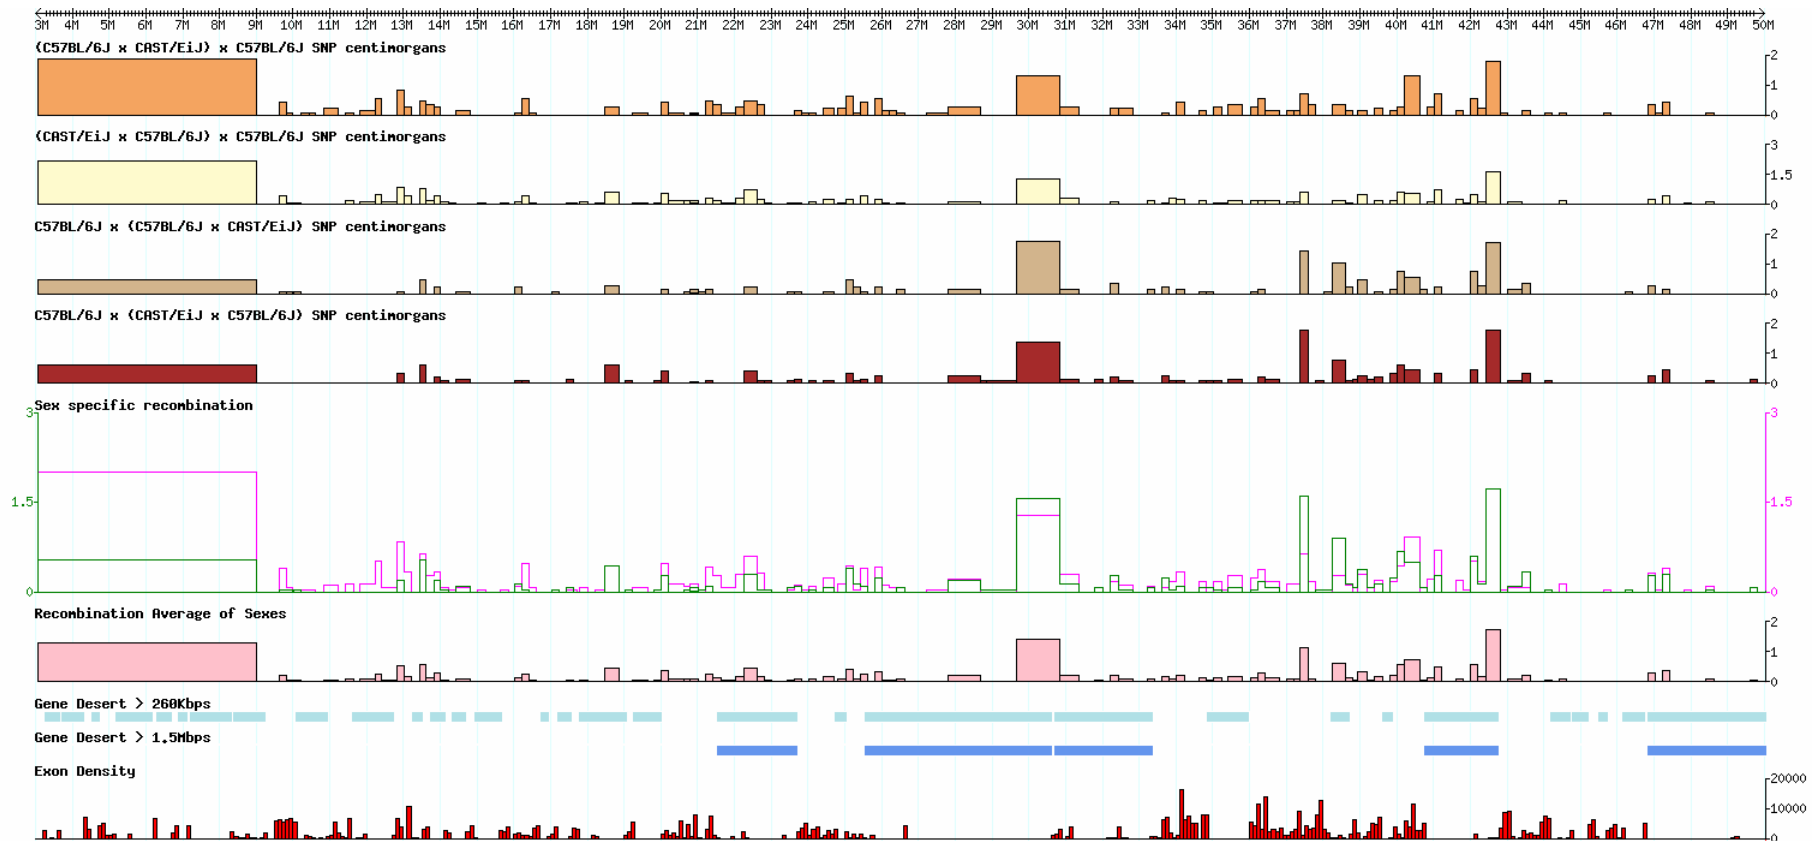 3M 4M 5M 6M 7M 8M 9M 10M 11M 12M 13M 14M 15M 16M 17M 18M 19M 20M 21M 22M 23M 24M 25M 26M 27M 28M 29M 30M 31M 32M 33M 34M 35M 36M 37M 38M 39M 40M 41M 42M 43M 44M 45M 46M 47M 48M 49M 50M
(C57BL/6J x CAST/EiJ) x C57BL/6J SNP centimorgans
2
1
0
(CAST/EiJ x C57BL/6J) x C57BL/6J SNP centimorgans
3
1.5
0
C57BL/6J x (C57BL/6J x CAST/EiJ) SNP centimorgans
2
1
0
C57BL/6J x (CAST/EiJ x C57BL/6J) SNP centimorgans
2
1
0
Sex specific recombination
3 3
1.5 1.5
0 0
Recombination Average of Sexes
2
1
0
Gene Desert > 260Kbps
Gene Desert > 1.5Mbps
Exon Density
20000
10000
0